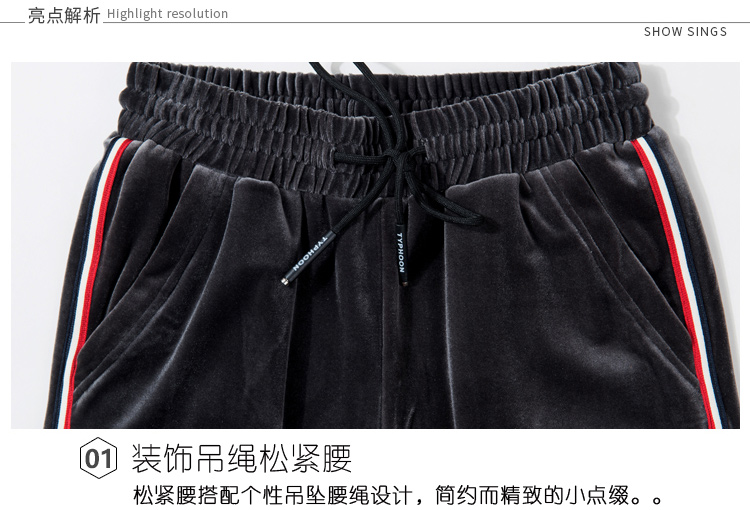 亮点解析 Highlight resolution
SHOW SINGS
TYPHOON
TYPHOON
01 装饰吊绳松紧腰
松紧腰搭配个性吊坠腰绳设计，简约而精致的小点缀。。